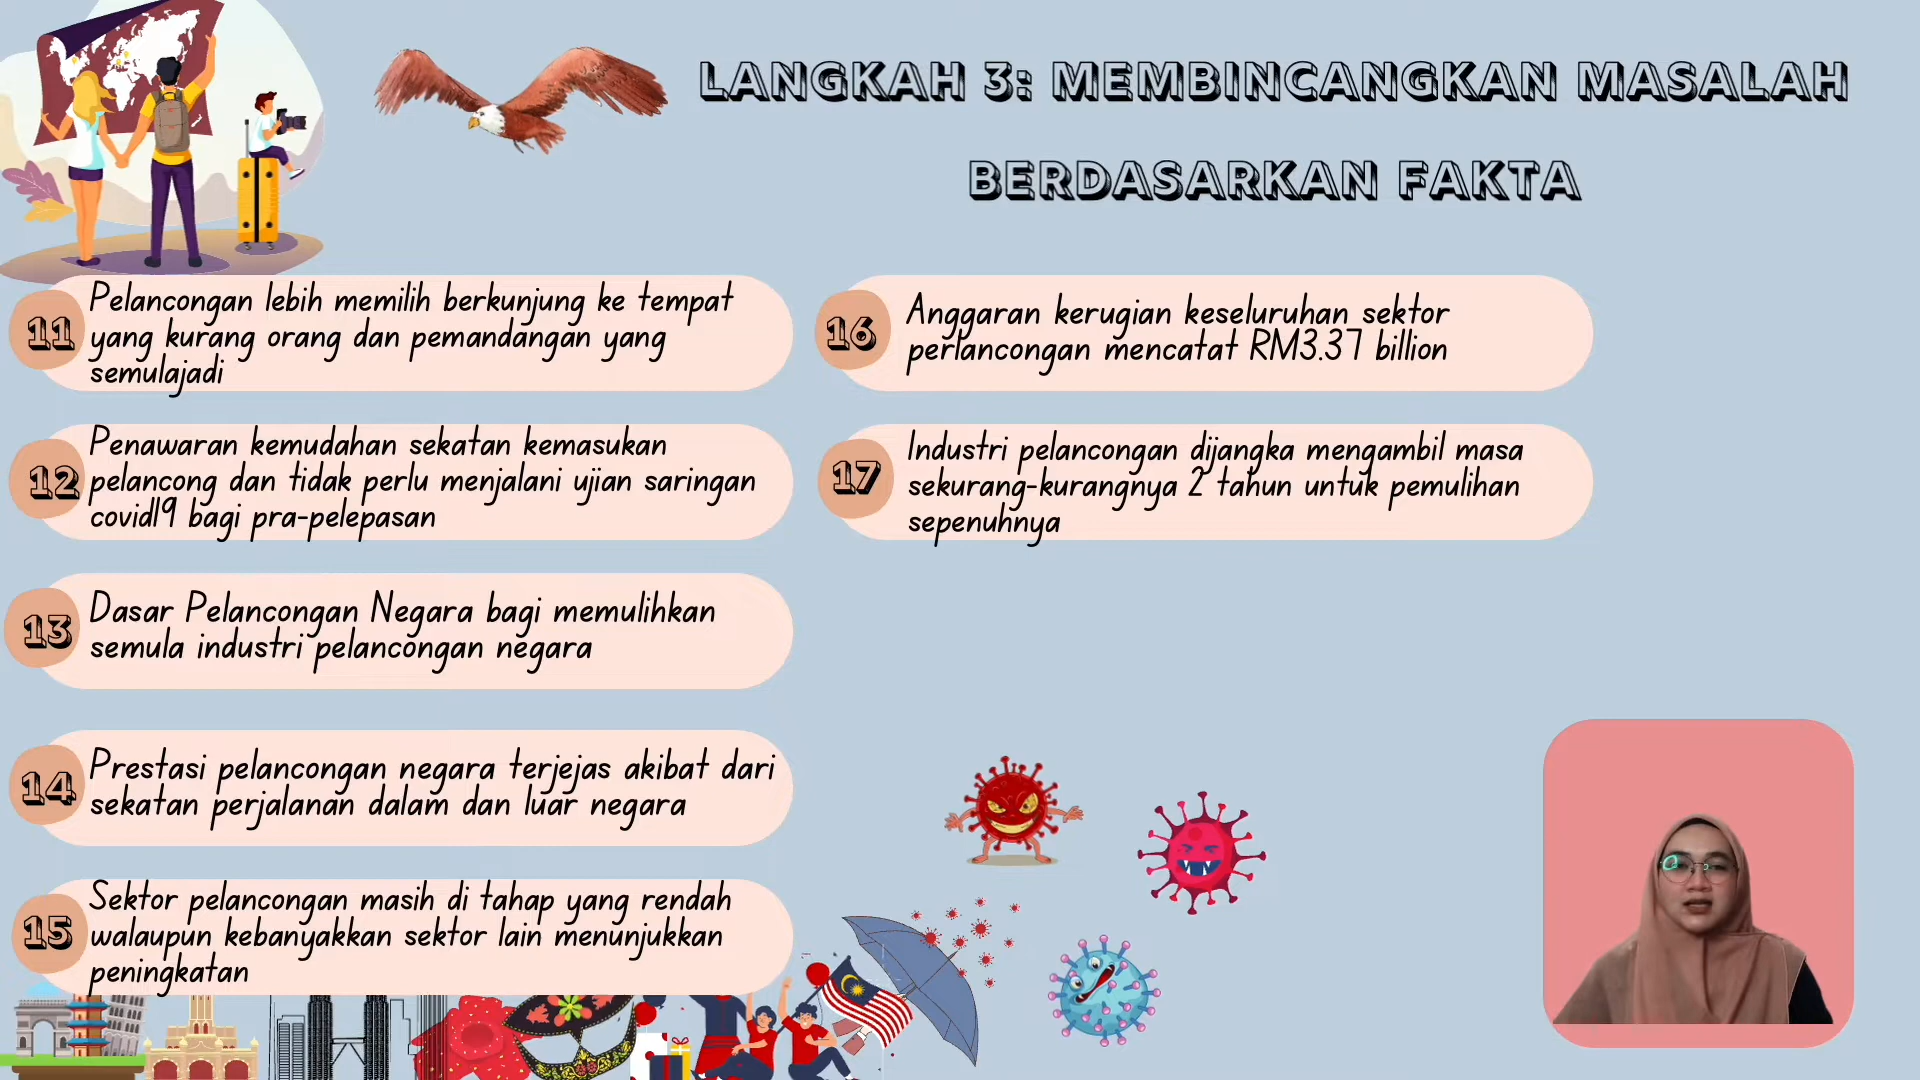 LANGKAH 3: MEMBINCANGKAN MASALAH
BERDASARKAN FAKTA
11
Pelancongan lebih memilih berkunjung ke tempat
yang kurang orang dan pemandangan yang
semulajadi
12
Penawaran kemudahan sekatan kemasukan
pelancong dan tidak perlu menjalani ujian saringan
covid19 bagi pra-pelepasan
13
Dasar Pelancongan Negara bagi memulihkan
semula industri pelancongan negara
14
Prestasi pelancongan negara terjejas akibat dari
sekatan perjalanan dalam dan luar negara
15
Sektor pelancongan masih di tahap yang rendah
walaupun kebanyakkan sektor lain menunjukkan
peningkatan
16
Anggaran kerugian keseluruhan sektor
perlancongan mencatat RM3.37 billion
17
Industri pelancongan dijangka mengambil masa
sekurang-kurangnya 2 tahun untuk pemulihan
sepenuhnya